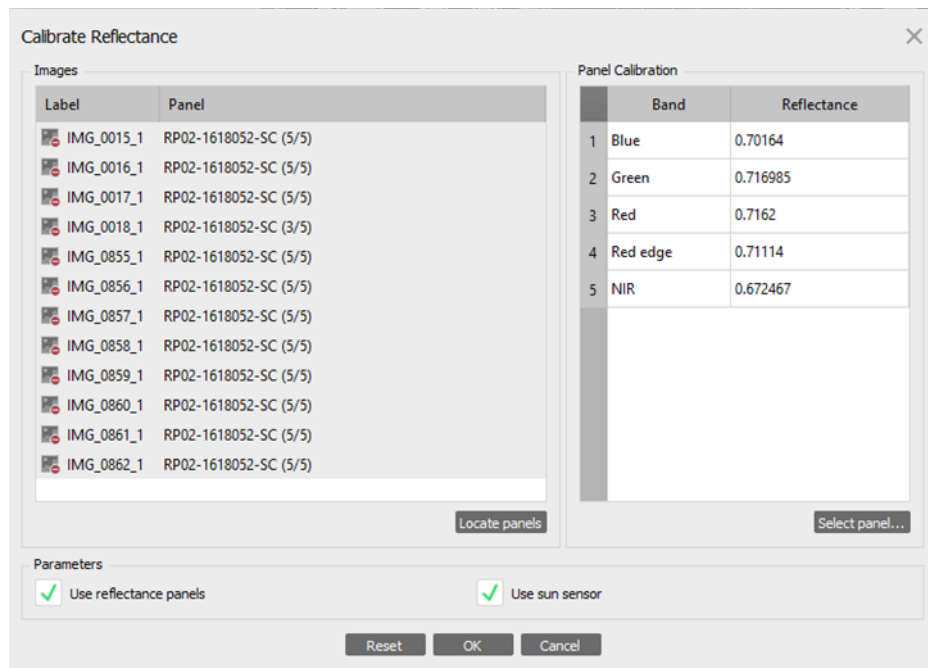 Calibrate Reflectance
Images
Label Panel
IMG_0015_1 RP02-1618052-SC (5/5)
IMG_0016_1 RP02-1618052-SC (5/5)
IMG_0017_1 RP02-1618052-SC (5/5)
IMG_0018_1 RP02-1618052-SC (3/5)
IMG_0855_1 RP02-1618052-SC (5/5)
IMG_0856_1 RP02-1618052-SC (5/5)
IMG_0857_1 RP02-1618052-SC (5/5)
IMG_0858_1 RP02-1618052-SC (5/5)
IMG_0859_1 RP02-1618052-SC (5/5)
IMG_0860_1 RP02-1618052-SC (5/5)
IMG_0861_1 RP02-1618052-SC (5/5)
IMG_0862_1 RP02-1618052-SC (5/5)
Locate panels
Panel Calibration
Band Reflectance
1 Blue 0.70164
2 Green 0.716985
3 Red 0.7162
4 Red edge 0.71114
5 NIR 0.672467
Select panel...
Parameters
Use reflectance panels Use sun sensor
Reset OK Cancel